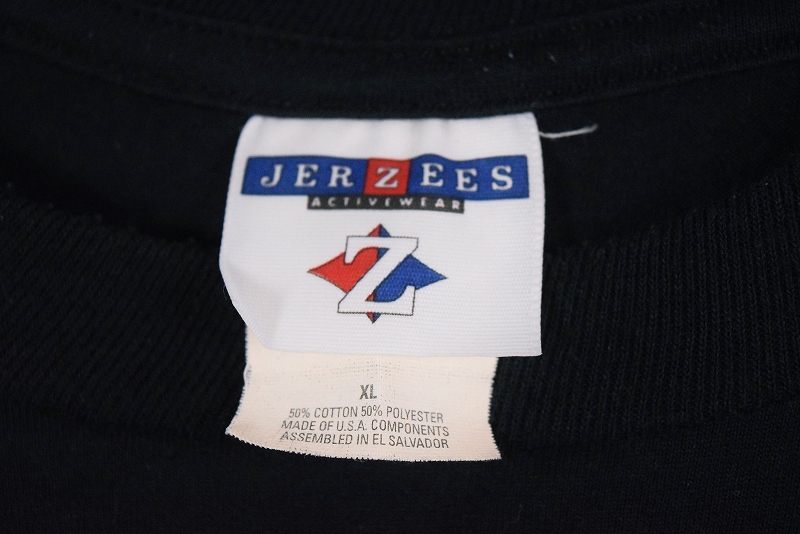 JERZEES
ACTIVEWEAR
Z
XL
50% COTTON 50% POLYESTER
MADE OF U.S.A. COMPONENTS
ASSEMBLED IN EL SALVADOR